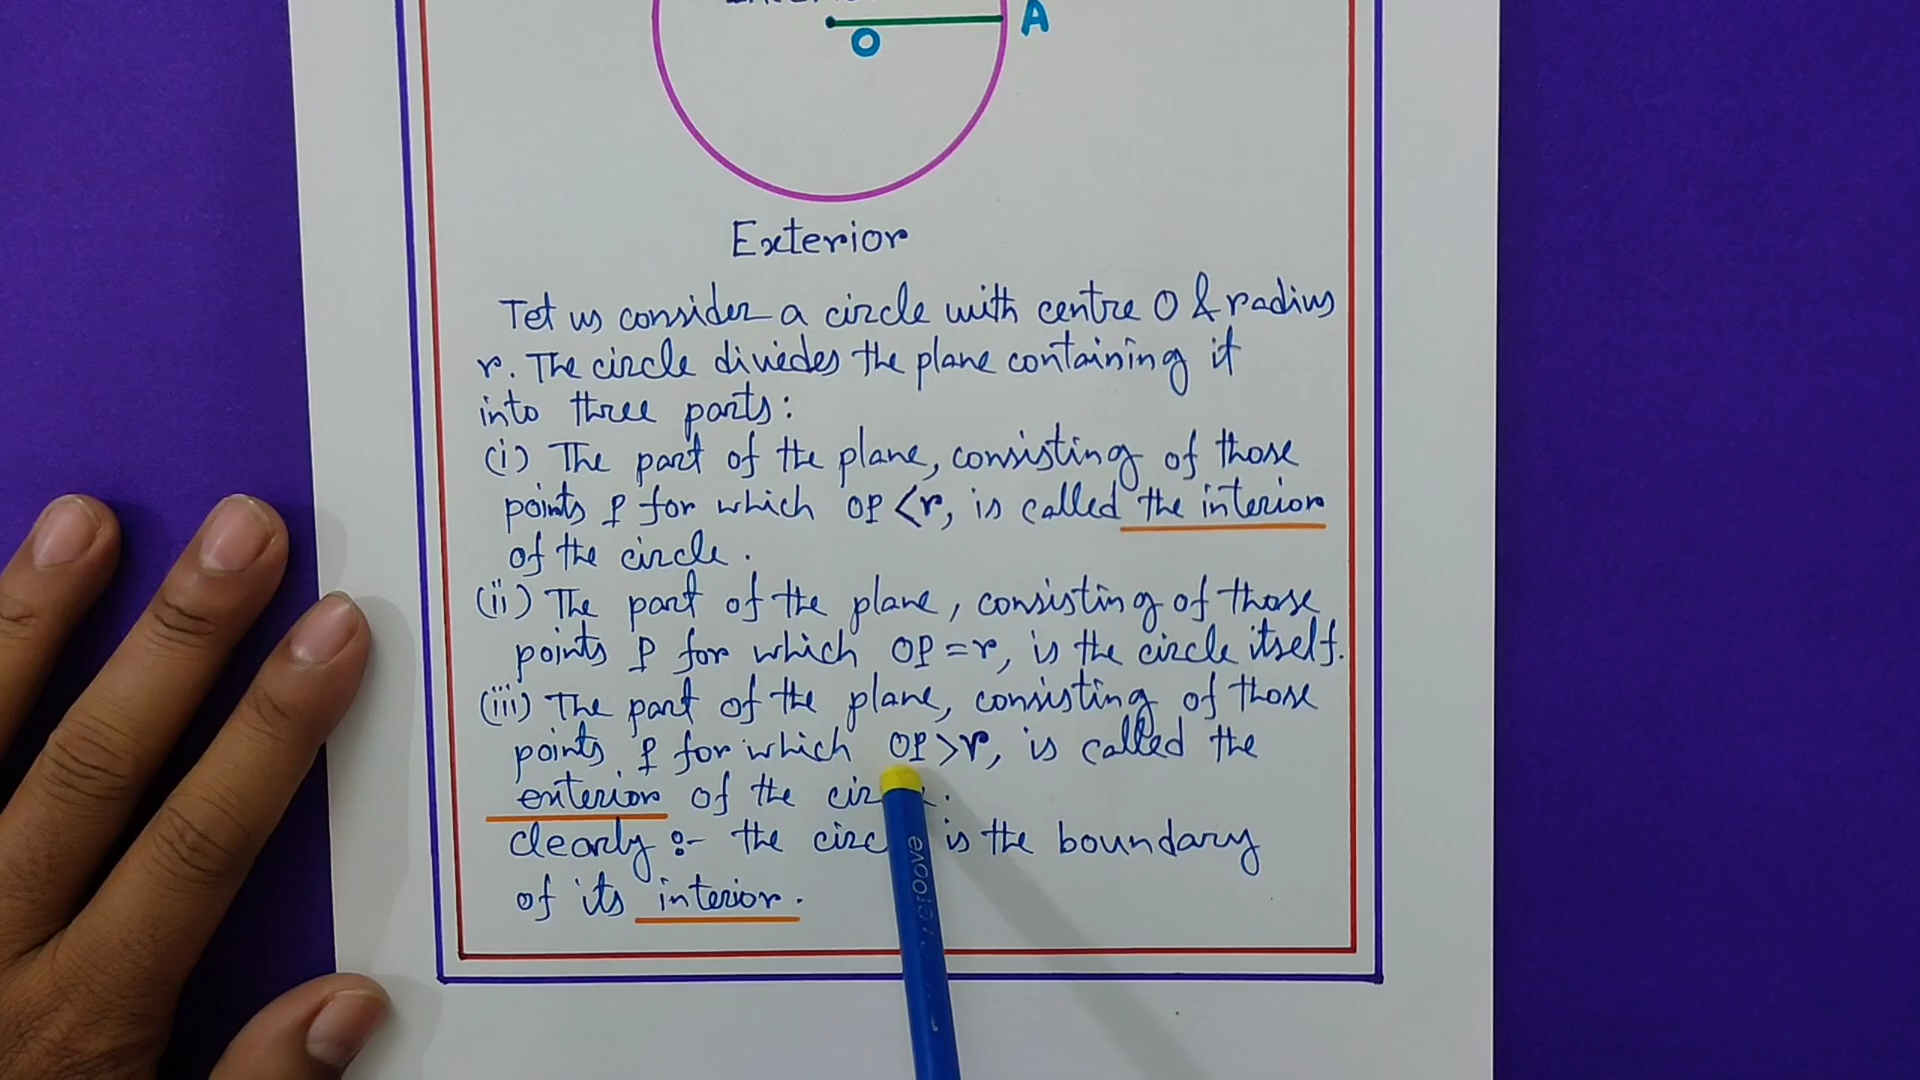 O
A
Exterior
Tet us consider a circle with centre O & radius
r. The circle divides the plane containing it
into three parts:
(i) The part of the plane, consisting of those
points P for which OP<r, is called the interior
of the circle.
(ii) The part of the plane, consisting of those
points P for which OP=r, is the circle itself.
(iii) The part of the plane, consisting of those
points P for which OP>r, is called the
exterior of the
clearly :- the is the boundary
of its interior.